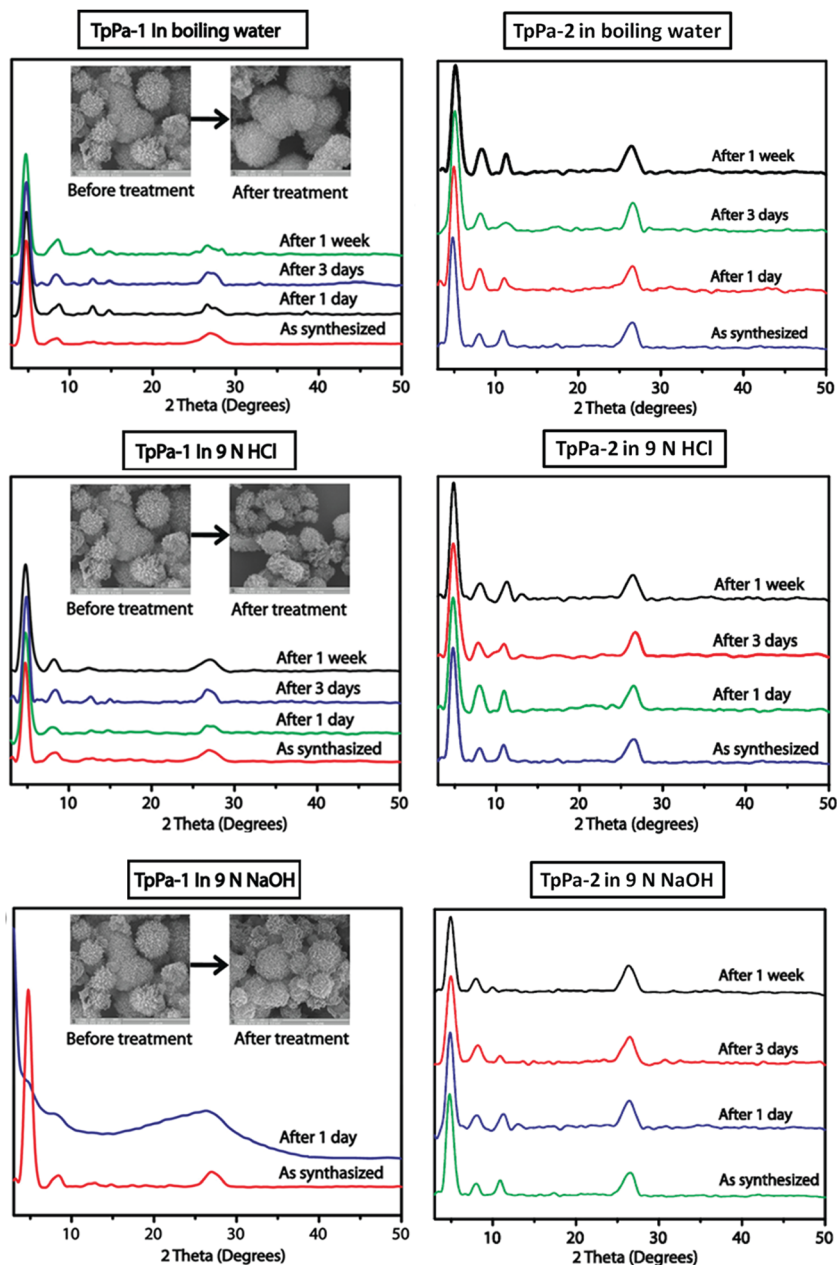 TpPa-1 In boiling water
Before treatment
After treatment
After 1 week
After 3 days
After 1 day
As synthesized
10 20 30 40 50
2 Theta (Degrees)
TpPa-2 in boiling water
After 1 week
After 3 days
After 1 day
As synthesized
10 20 30 40 50
2 Theta (degrees)
TpPa-1 In 9 N HCl
Before treatment
After treatment
After 1 week
After 3 days
After 1 day
As synthasized
10 20 30 40 50
2 Theta (Degrees)
TpPa-2 in 9 N HCl
After 1 week
After 3 days
After 1 day
As synthesized
10 20 30 40 50
2 Theta (degrees)
TpPa-1 In 9 N NaOH
Before treatment
After treatment
After 1 day
As synthasized
10 20 30 40 50
2 Theta (Degrees)
TpPa-2 in 9 N NaOH
After 1 week
After 3 days
After 1 day
As synthesized
10 20 30 40 50
2 Theta (Degrees)